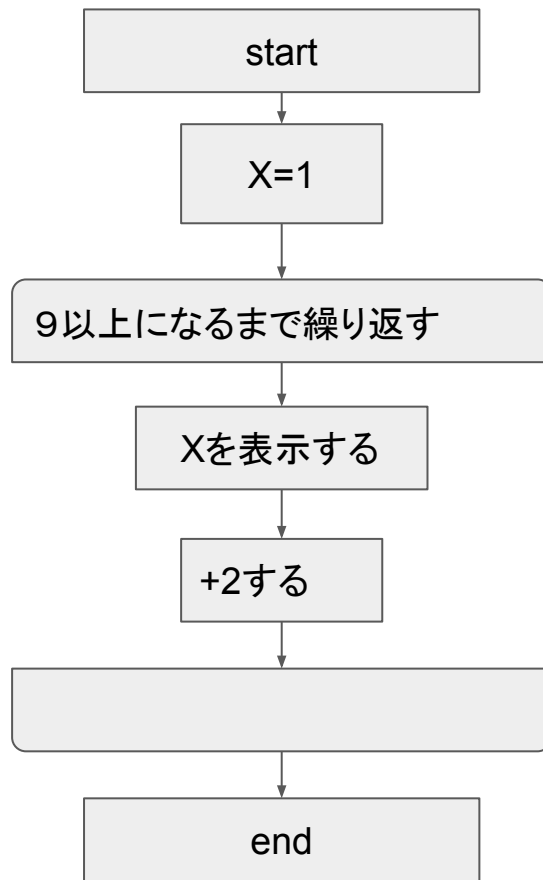 start
X=1
９以上になるまで繰り返す
Xを表示する
+2する
end